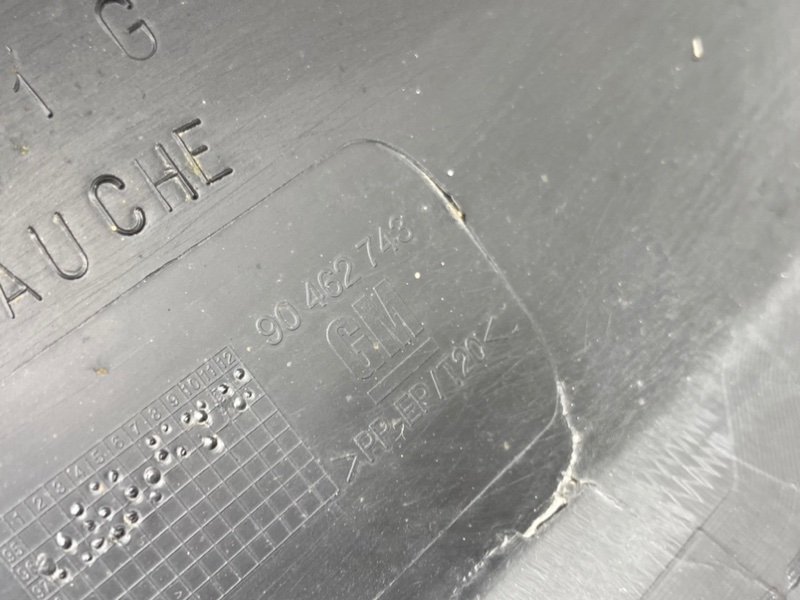 1 G
AUCHE
90 462 743
GM
>PP,EP/T20<
1 2 3 4 5 6 7 8 9 10 11 12